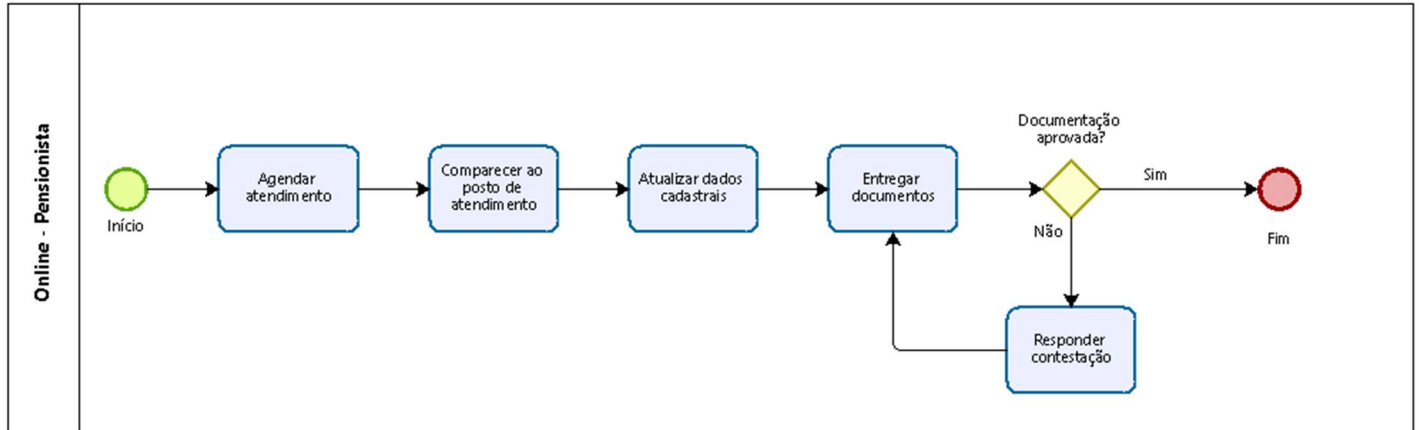 Online - Pensionista
Início
Agendar
atendimento
Comparecer ao
posto de
atendimento
Atualizar dados
cadastrais
Entregar
documentos
Documentação
aprovada?
Sim
Não
Fim
Responder
contestação